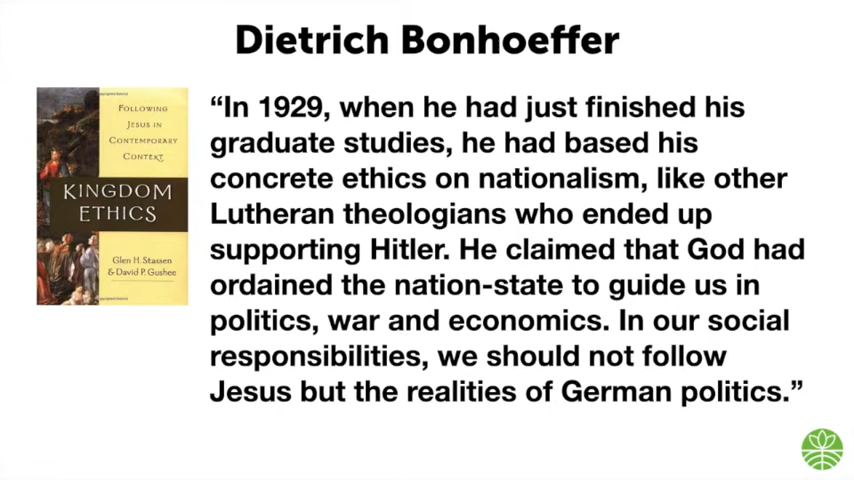 Dietrich Bonhoeffer
FOLLOWING
JESUS IN
CONTEMPORARY
CONTEXT
KINGDOM
ETHICS
GLEN H. STASSEN
& DAVID P. GUSHEE
“In 1929, when he had just finished his
graduate studies, he had based his
concrete ethics on nationalism, like other
Lutheran theologians who ended up
supporting Hitler. He claimed that God had
ordained the nation-state to guide us in
politics, war and economics. In our social
responsibilities, we should not follow
Jesus but the realities of German politics.”